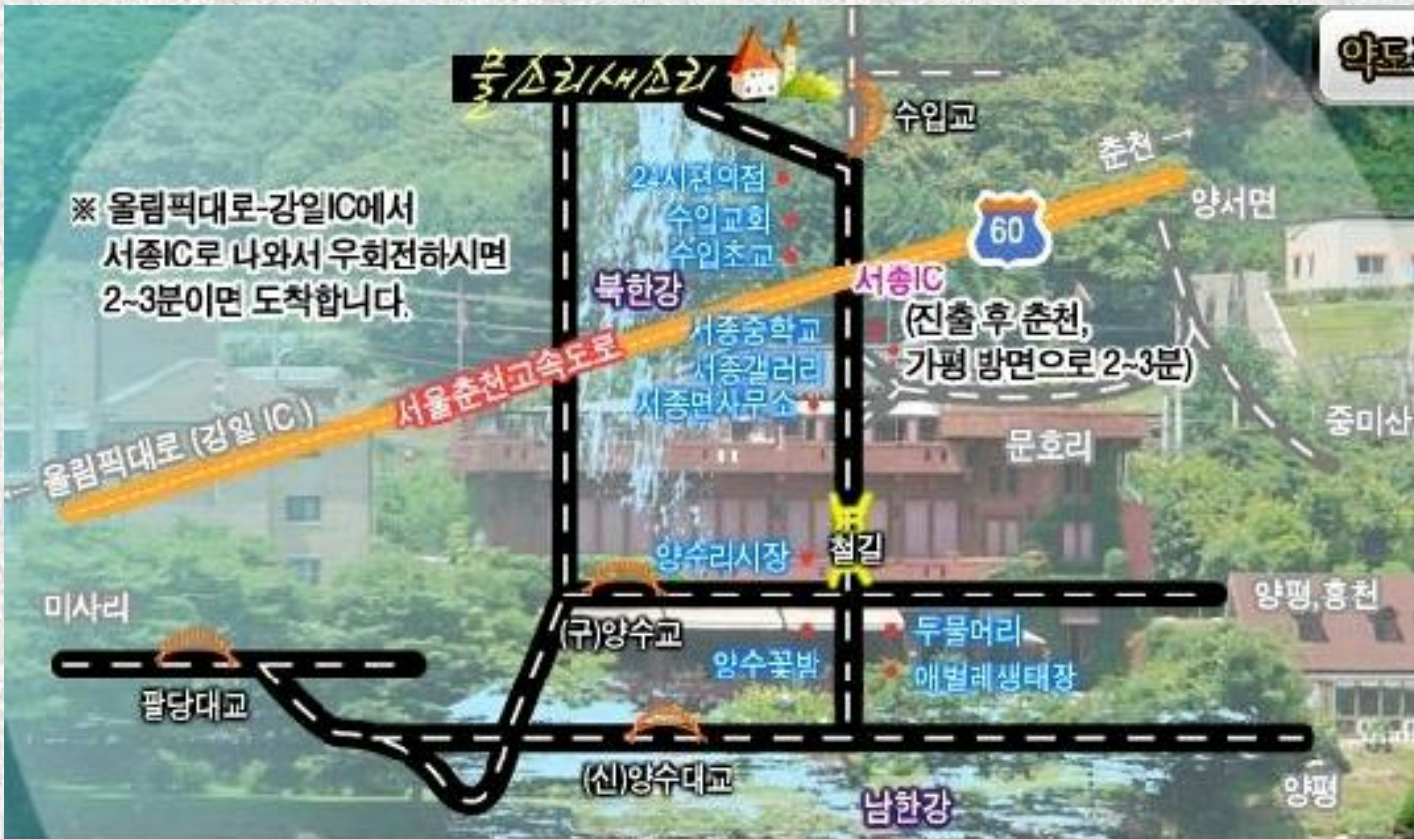 물소리새소리
약도
수입교
춘천 →
양서면
60
24시편의점
수입교회
수입초교
※ 올림픽대로-강일IC에서
서종IC로 나와서 우회전하시면
2~3분이면 도착합니다.
북한강
서종IC
(진출 후 춘천,
가평 방면으로 2~3분)
서종중학교
서종갤러리
서종면사무소
서울춘천고속도로
← 올림픽대로 (강일 IC)
중미산
문호리
철길
양수리시장
미사리
양평,홍천
(구)양수교
두물머리
양수꽃밤
애벌레생태장
팔당대교
(신)양수대교
남한강
양평